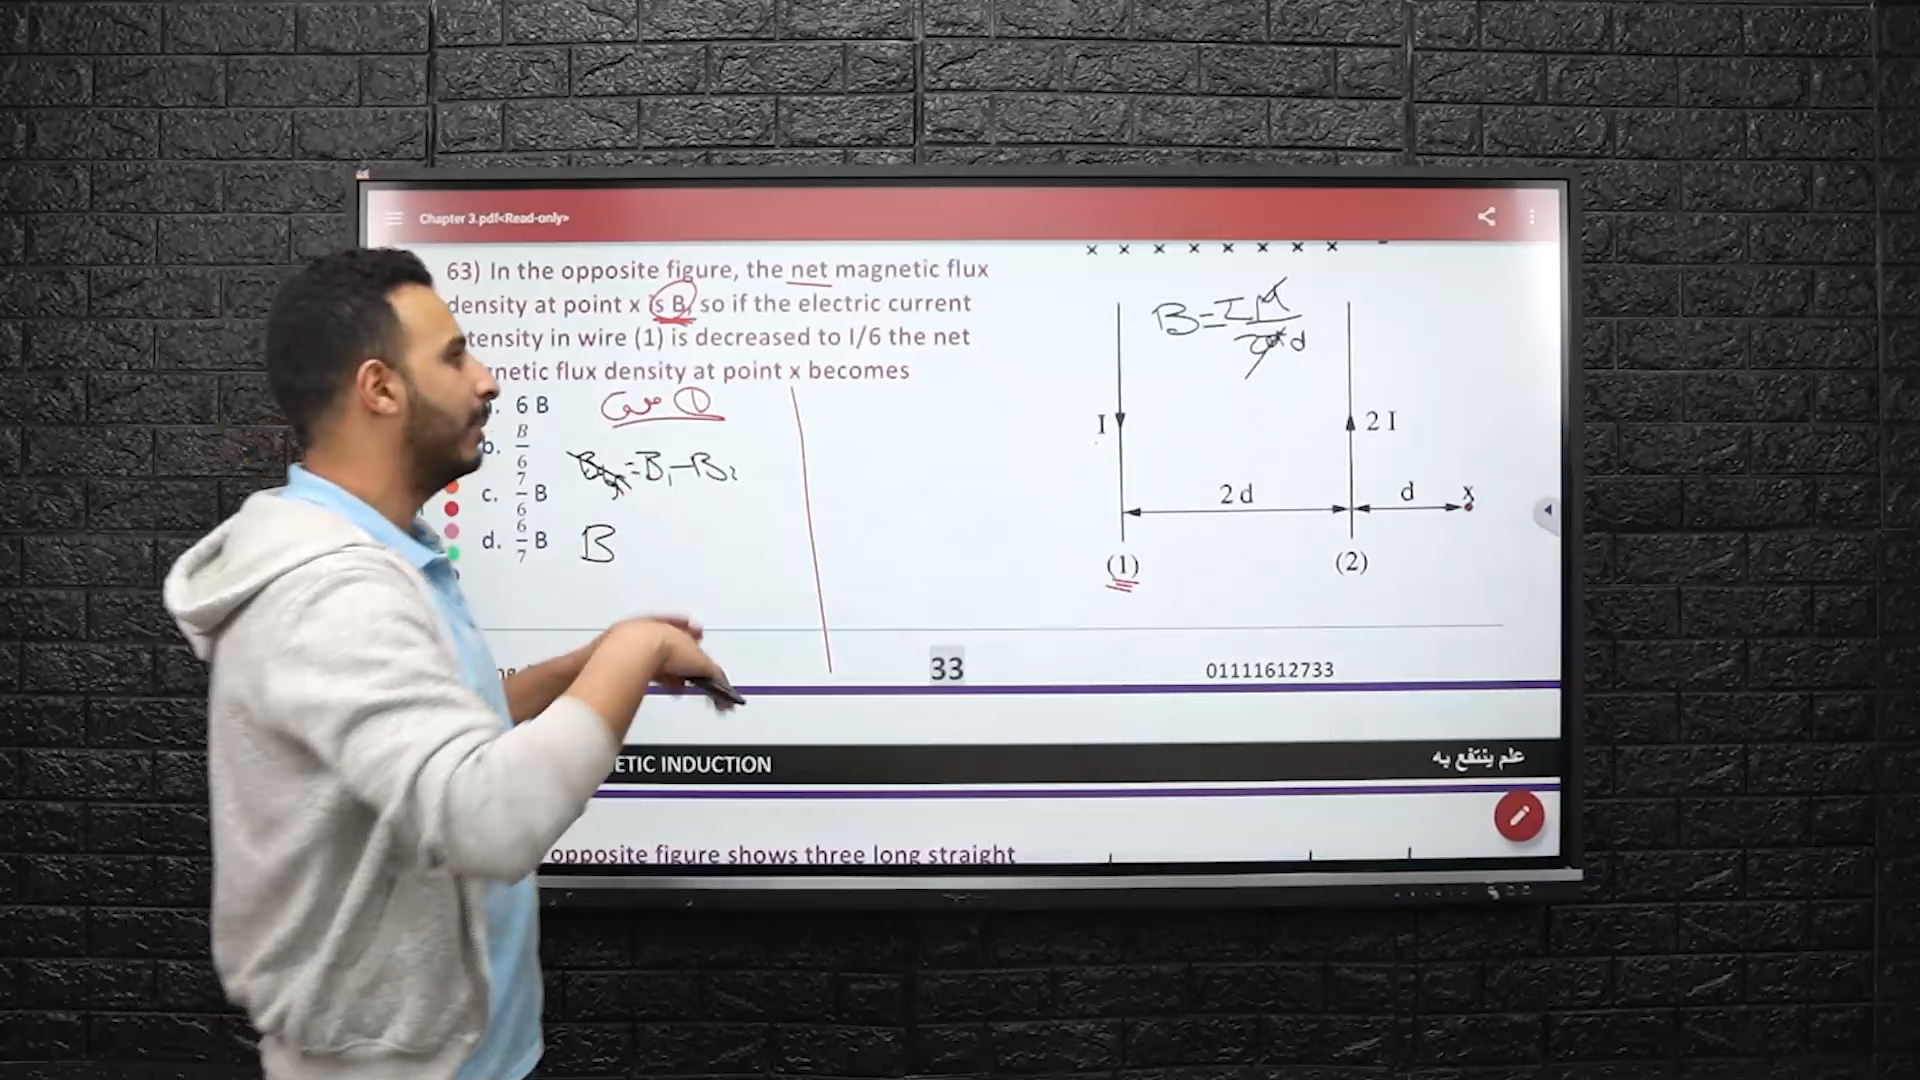 Chapter 3.pdf<Read-only>
63) In the opposite figure, the net magnetic flux
density at point x is B, so if the electric current
tensity in wire (1) is decreased to I/6 the net
netic flux density at point x becomes
. 6 B
b. B/6
c. 7/6 B
d. 6/7 B
①
= B₁ - B₂
B
x x x x x x x x
B = Iμ/2πd
I
2 I
2 d
d
x
(1)
(2)
33
01111612733
ETIC INDUCTION
علم ينتفع به
opposite figure shows three long straight